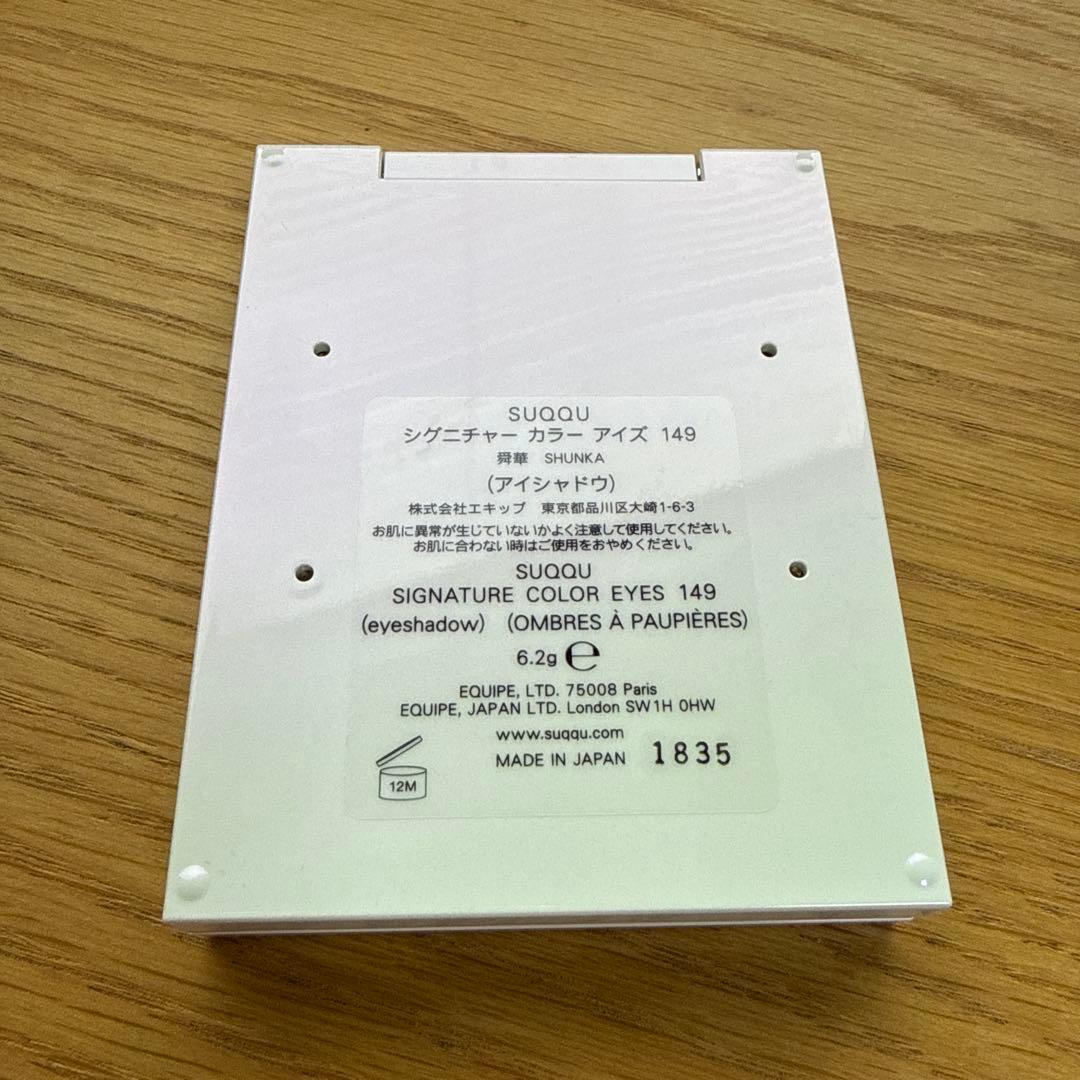 SUQQU
シグニチャー カラー アイズ 149
舜華 SHUNKA
(アイシャドウ)
株式会社エキップ 東京都品川区大崎1-6-3
お肌に異常が生じていないかよく注意して使用してください。
お肌に合わない時はご使用をおやめください。
SUQQU
SIGNATURE COLOR EYES 149
(eyeshadow) (OMBRES À PAUPIÈRES)
6.2g ℮
EQUIPE, LTD. 75008 Paris
EQUIPE, JAPAN LTD. London SW1H 0HW
www.suqqu.com
MADE IN JAPAN 1835
12M